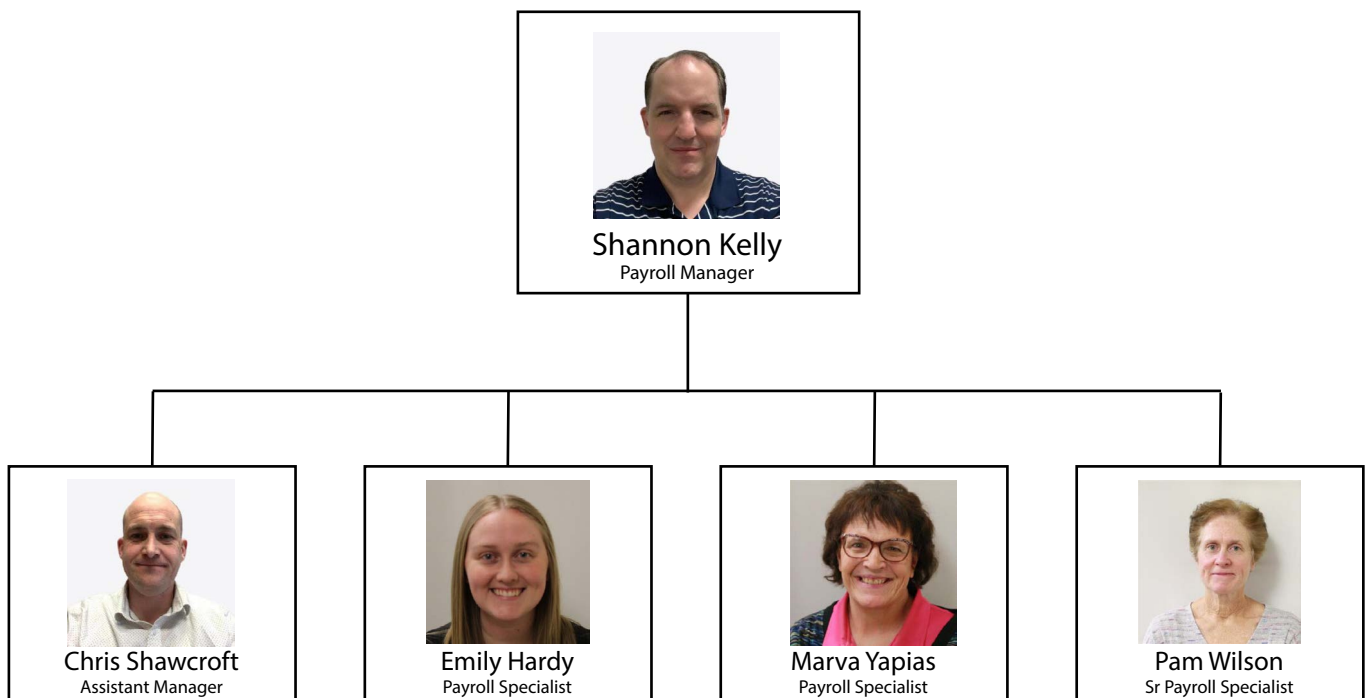 Shannon Kelly
Payroll Manager
Chris Shawcroft
Assistant Manager
Emily Hardy
Payroll Specialist
Marva Yapias
Payroll Specialist
Pam Wilson
Sr Payroll Specialist